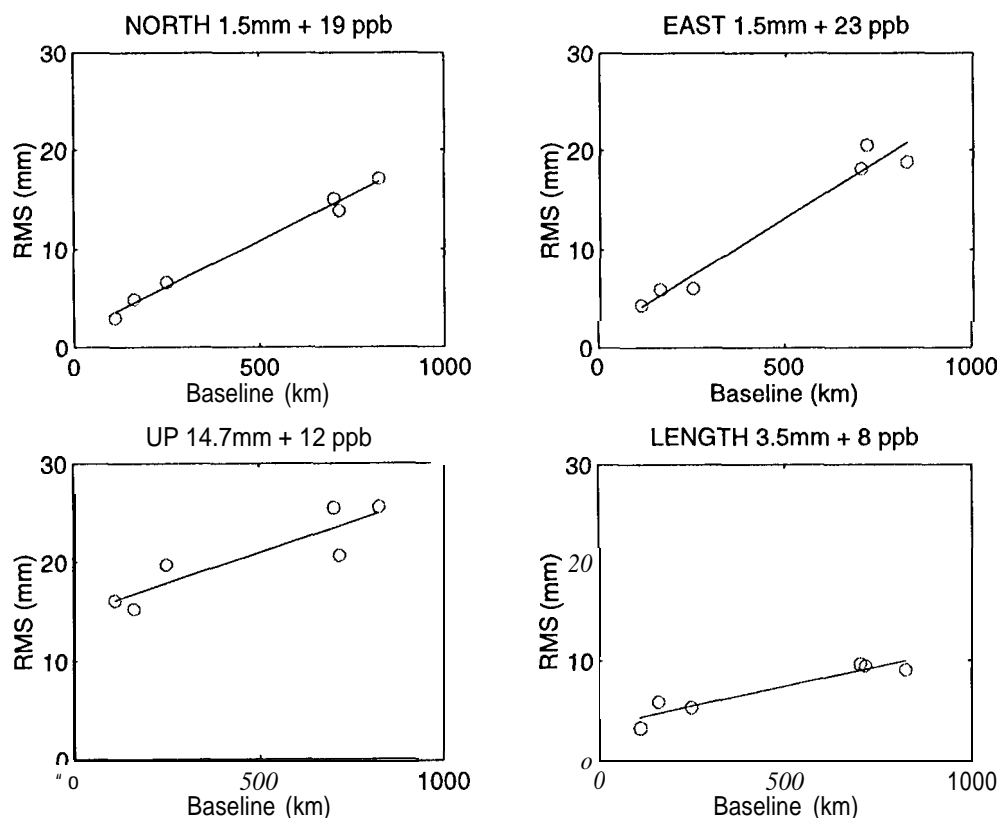 NORTH 1.5mm + 19 ppb
30
20
10
0
RMS (mm)
0 500 1000
Baseline (km)
EAST 1.5mm + 23 ppb
30
20
10
0
RMS (mm)
0 500 1000
Baseline (km)
UP 14.7mm + 12 ppb
30
20
10
0
RMS (mm)
" 0 500 1000
Baseline (km)
LENGTH 3.5mm + 8 ppb
30
20
10
0
RMS (mm)
0 500 1000
Baseline (km)